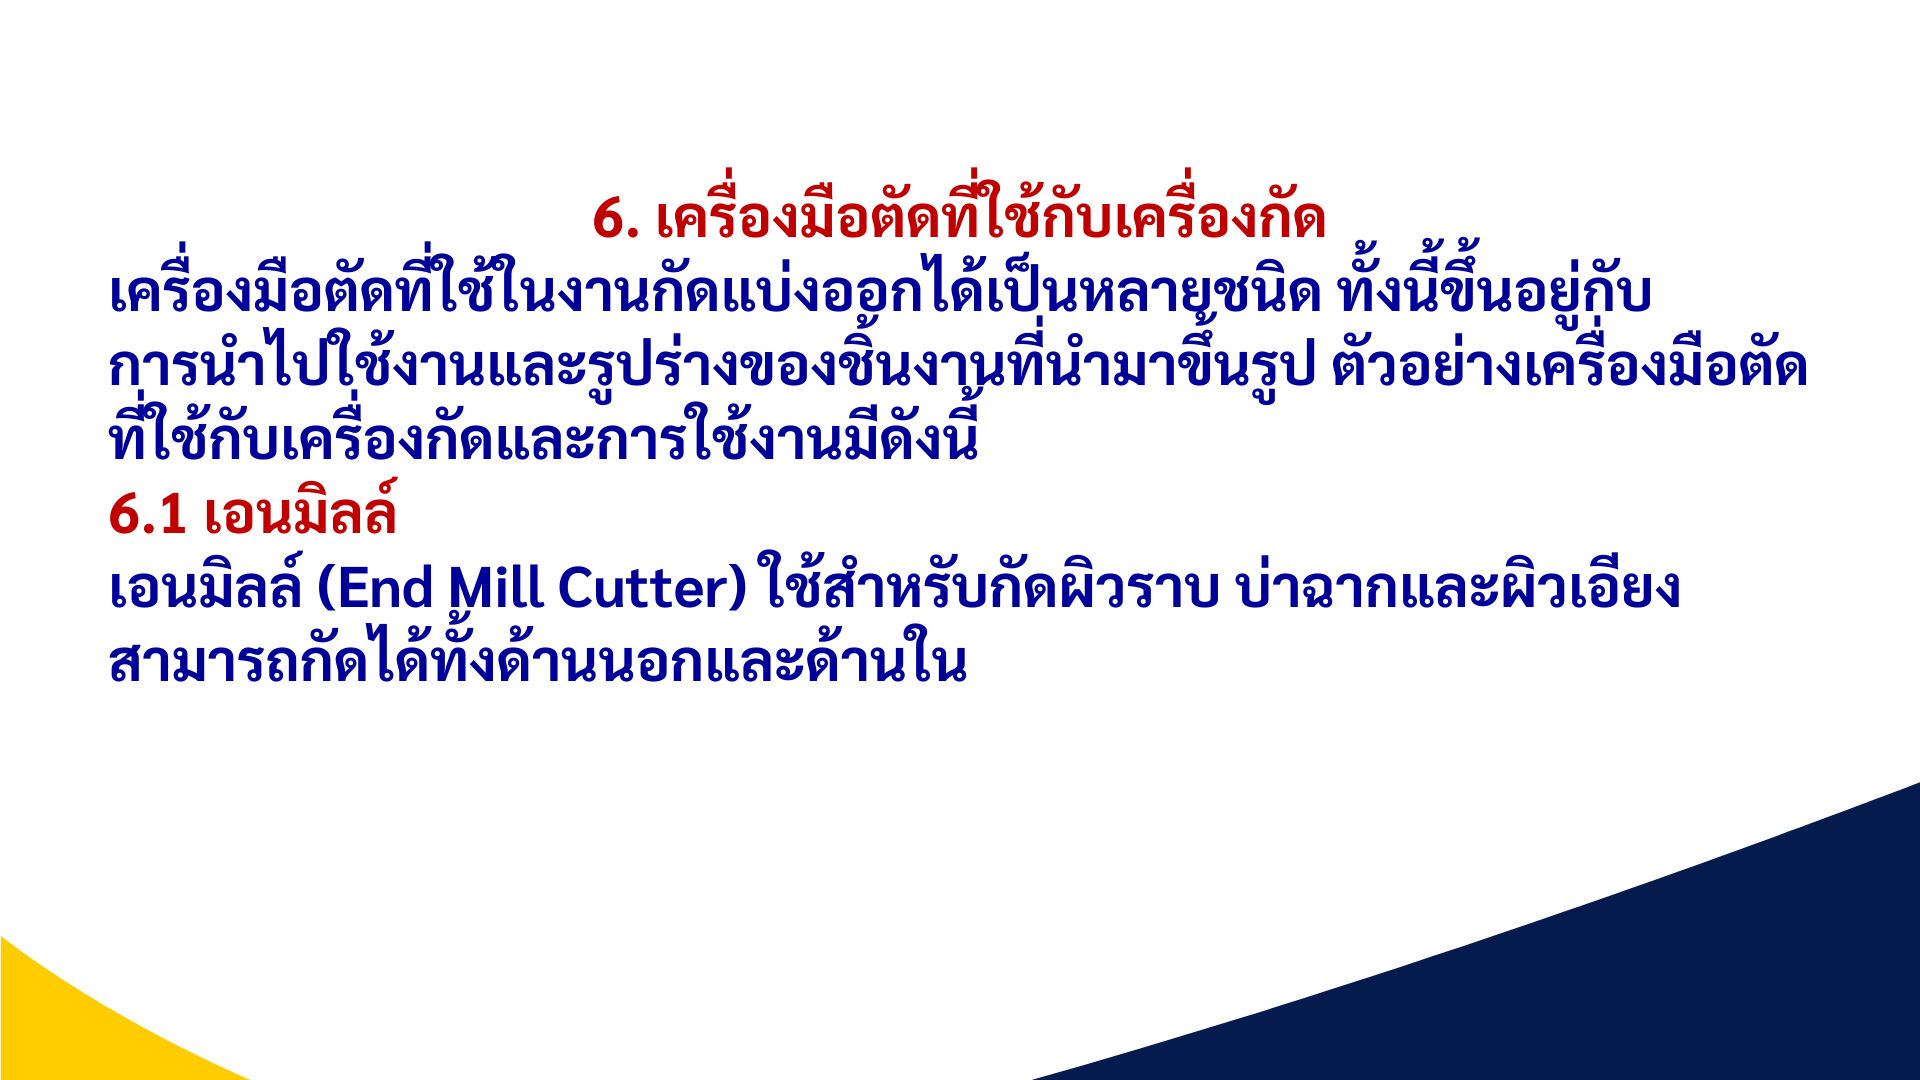 6. เครื่องมือตัดที่ใช้กับเครื่องกัด
เครื่องมือตัดที่ใช้ในงานกัดแบ่งออกได้เป็นหลายชนิด ทั้งนี้ขึ้นอยู่กับ
การนำไปใช้งานและรูปร่างของชิ้นงานที่นำมาขึ้นรูป ตัวอย่างเครื่องมือตัด
ที่ใช้กับเครื่องกัดและการใช้งานมีดังนี้
6.1 เอนมิลล์
เอนมิลล์ (End Mill Cutter) ใช้สำหรับกัดผิวราบ บ่าฉากและผิวเอียง
สามารถกัดได้ทั้งด้านนอกและด้านใน